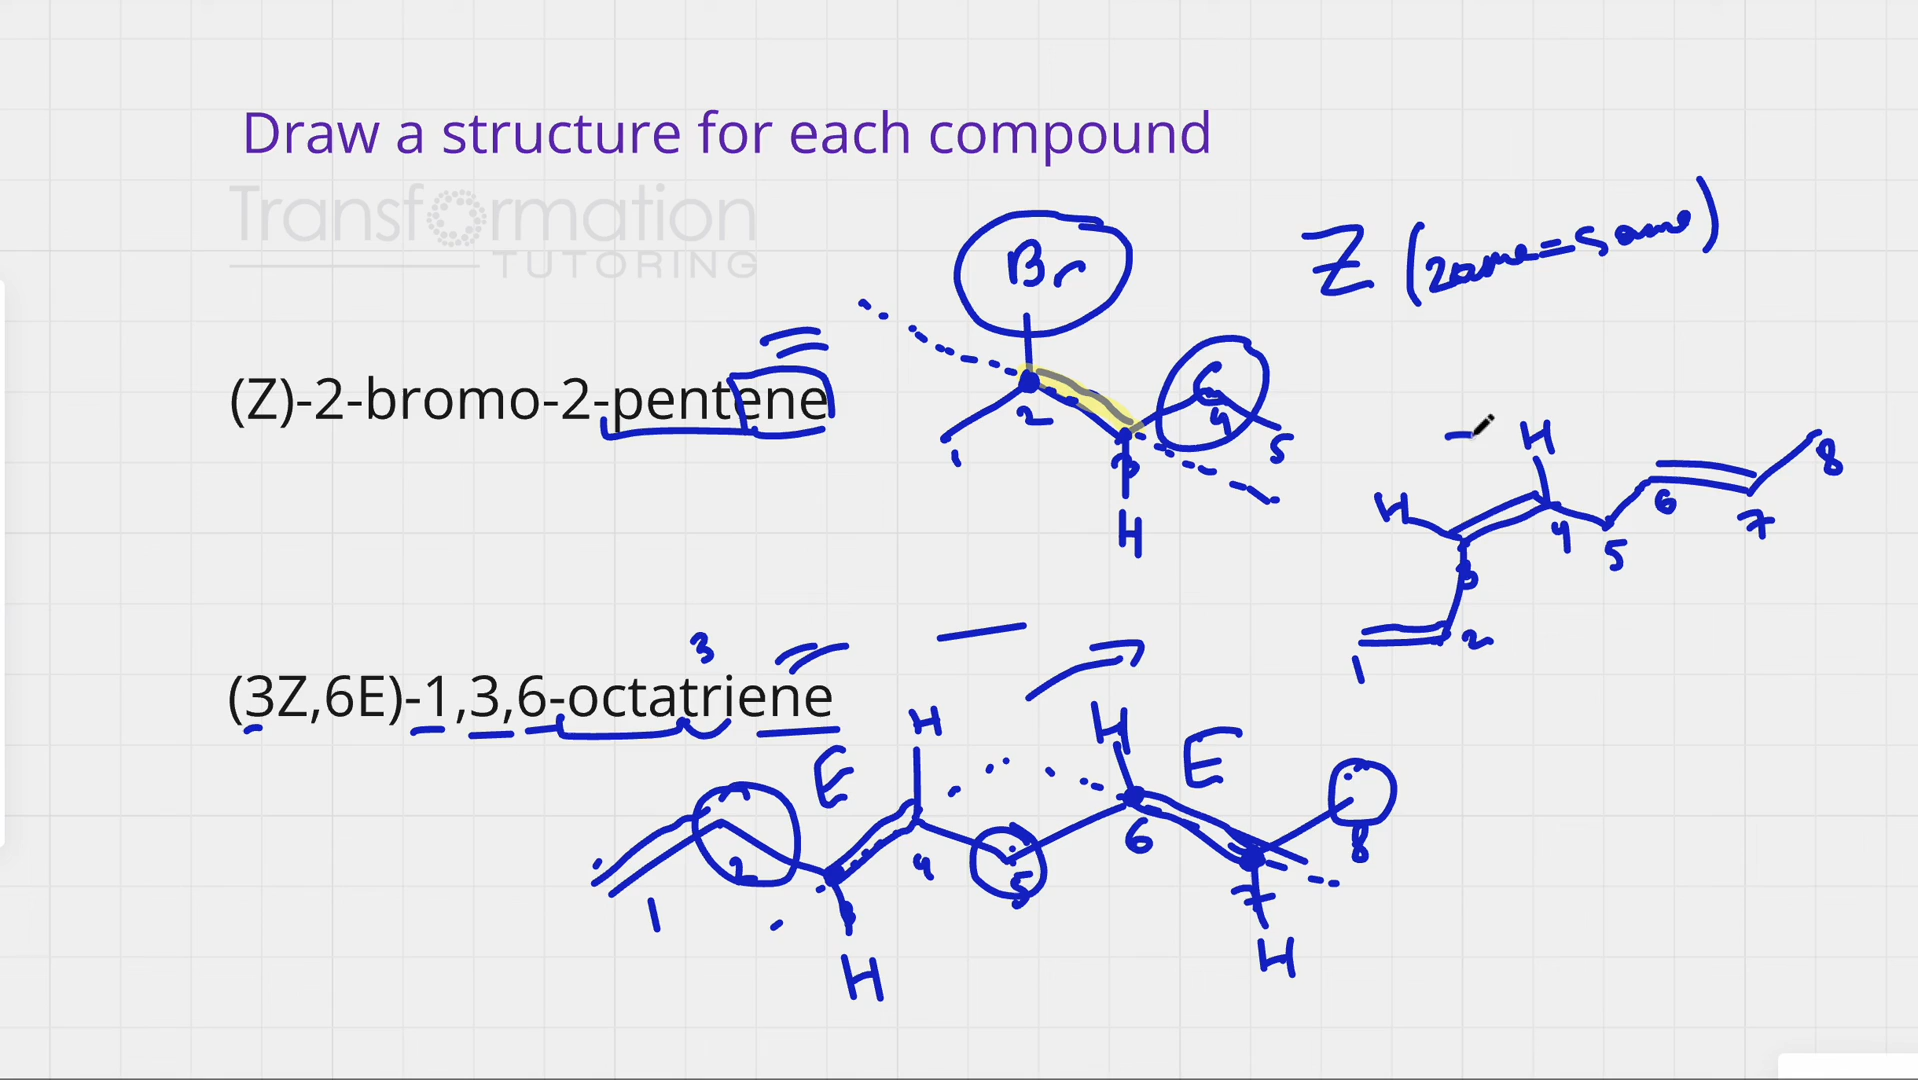 Draw a structure for each compound
Transformation
TUTORING
Z (zame = same)
Br
(Z)-2-bromo-2-pentene
1 2 3 4 5
H
H H
1 2 3 4 5 6 7 8
3
(3Z,6E)-1,3,6-octatriene
H H
E E
1 2 4 5 6 7 8
H H